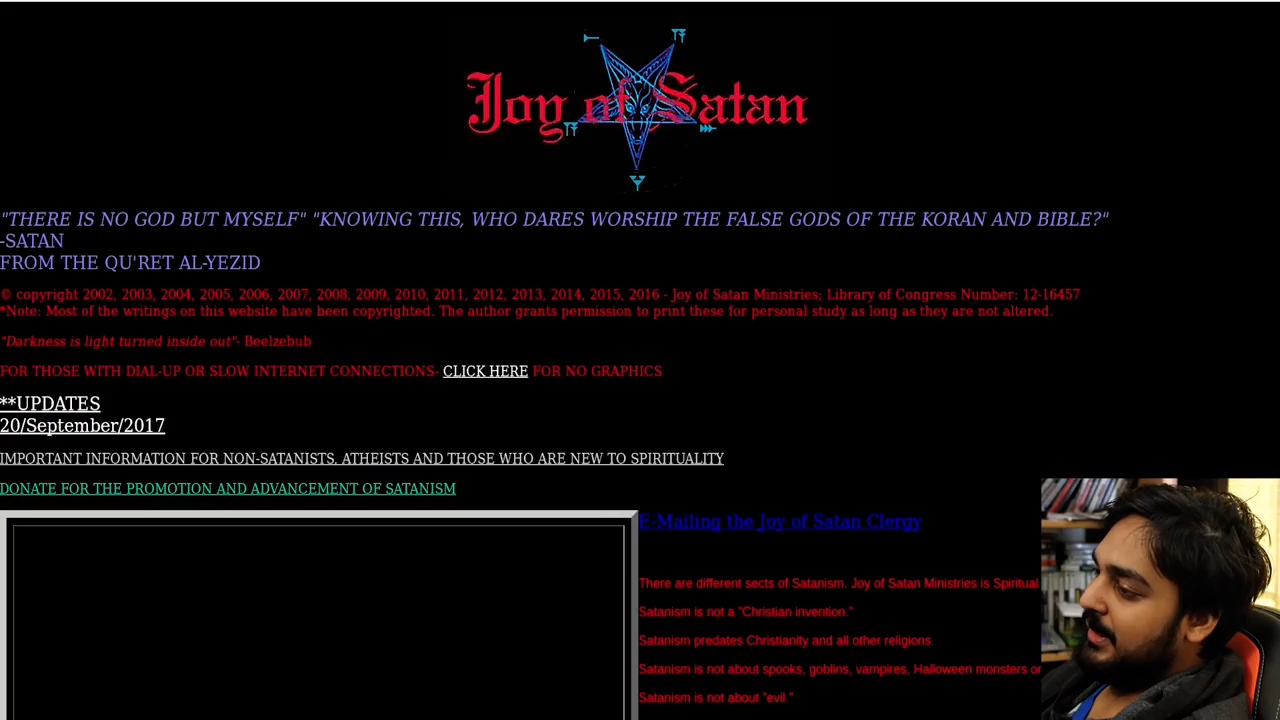 Joy of Satan
"THERE IS NO GOD BUT MYSELF" "KNOWING THIS, WHO DARES WORSHIP THE FALSE GODS OF THE KORAN AND BIBLE?"
-SATAN
FROM THE QU'RET AL-YEZID
© copyright 2002, 2003, 2004, 2005, 2006, 2007, 2008, 2009, 2010, 2011, 2012, 2013, 2014, 2015, 2016 - Joy of Satan Ministries; Library of Congress Number: 12-16457
*Note: Most of the writings on this website have been copyrighted. The author grants permission to print these for personal study as long as they are not altered.
"Darkness is light turned inside out"- Beelzebub
FOR THOSE WITH DIAL-UP OR SLOW INTERNET CONNECTIONS- CLICK HERE FOR NO GRAPHICS
**UPDATES
20/September/2017
IMPORTANT INFORMATION FOR NON-SATANISTS, ATHEISTS AND THOSE WHO ARE NEW TO SPIRITUALITY
DONATE FOR THE PROMOTION AND ADVANCEMENT OF SATANISM
E-Mailing the Joy of Satan Clergy
There are different sects of Satanism. Joy of Satan Ministries is Spiritual
Satanism is not a "Christian invention."
Satanism predates Christianity and all other religions.
Satanism is not about spooks, goblins, vampires, Halloween monsters or
Satanism is not about "evil."